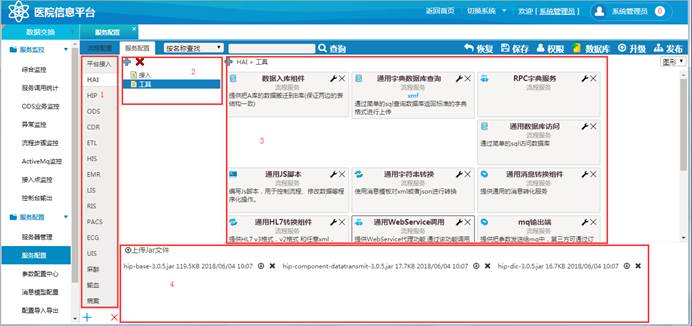 医院信息平台
返回首页 切换系统 欢迎 [系统管理员] 系统管理员 0
数据交换
服务配置 ×
服务监控
综合监控
服务调用统计
ODS业务监控
异常监控
流程步骤监控
ActiveMq监控
接入点监控
控制台输出
服务配置
服务器管理
服务配置
参数配置中心
消息模型配置
配置导入导出
流程配置 服务配置 按名称查找 查询 恢复 保存 权限 数据库 升级 发布
平台接入
HAI
HIP
ODS
CDR
ETL
HIS
EMR
LIS
RIS
PACS
ECG
UIS
麻醉
输血
病案
1
接入
工具
2
HAI > 工具
图形
数据入库组件
流程服务
提供把A库的数据搬迁到B库(保证两边的表结构一致)
通用字典数据库查询
流程服务
xmf
通过简单的sql查询数据库返回标准的字典格式进行上传
RPC字典服务
流程服务
通用数据库访问
流程服务
通过简单的sql访问数据库
3
通用JS脚本
流程服务
编写Js脚本，用于控制流程、修改数据等程序化操作。
通用字符串转换
流程服务
使用消息模板对xml或者json进行转换
通用消息转换组件
流程服务
提供通用的消息转化服务
通用HL7转换组件
流程服务
提供HL7 v3格式，v2格式 和任意xml，
通用WebService调用
流程服务
提供WebService代理功能 通过该功能调用
mq输出端
流程服务
提供把参数发送给mq中，第三方可通过订
上传Jar文件
hip-base-3.0.5.jar 119.5KB 2018/06/04 10:07 hip-component-datatransmit-3.0.5.jar 17.7KB 2018/06/04 10:07 hip-dic-3.0.5.jar 16.7KB 2018/06/04 10:07
4